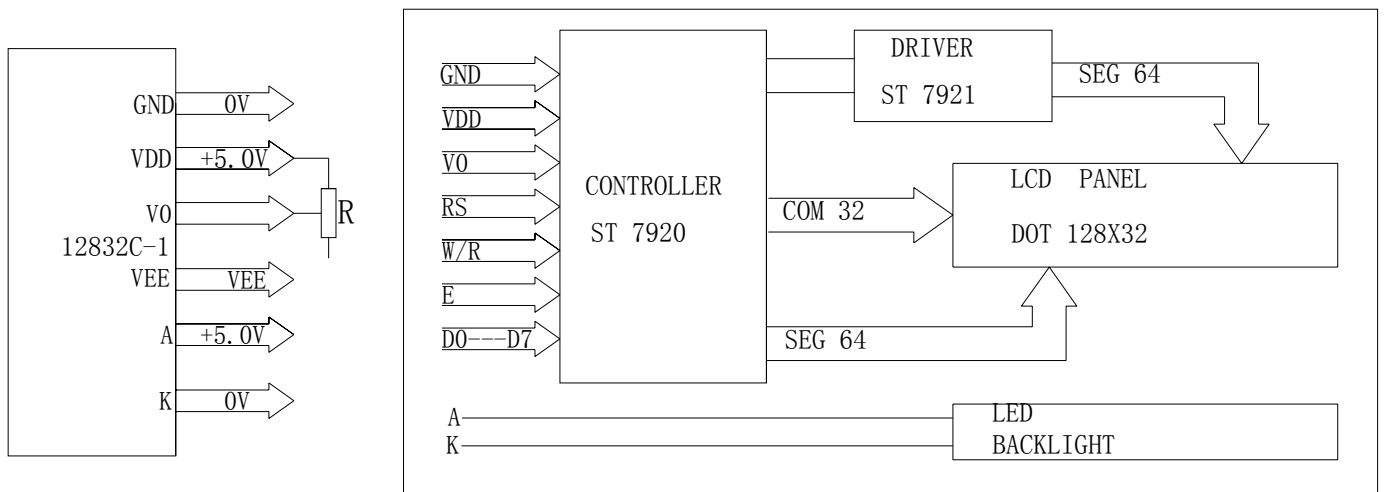 GND 0V
VDD +5.0V
V0 R
12832C-1
VEE VEE
A +5.0V
K 0V
GND
VDD
V0
RS
W/R
E
D0---D7
CONTROLLER
ST 7920
DRIVER
ST 7921
SEG 64
COM 32
SEG 64
LCD PANEL
DOT 128X32
A
K
LED
BACKLIGHT